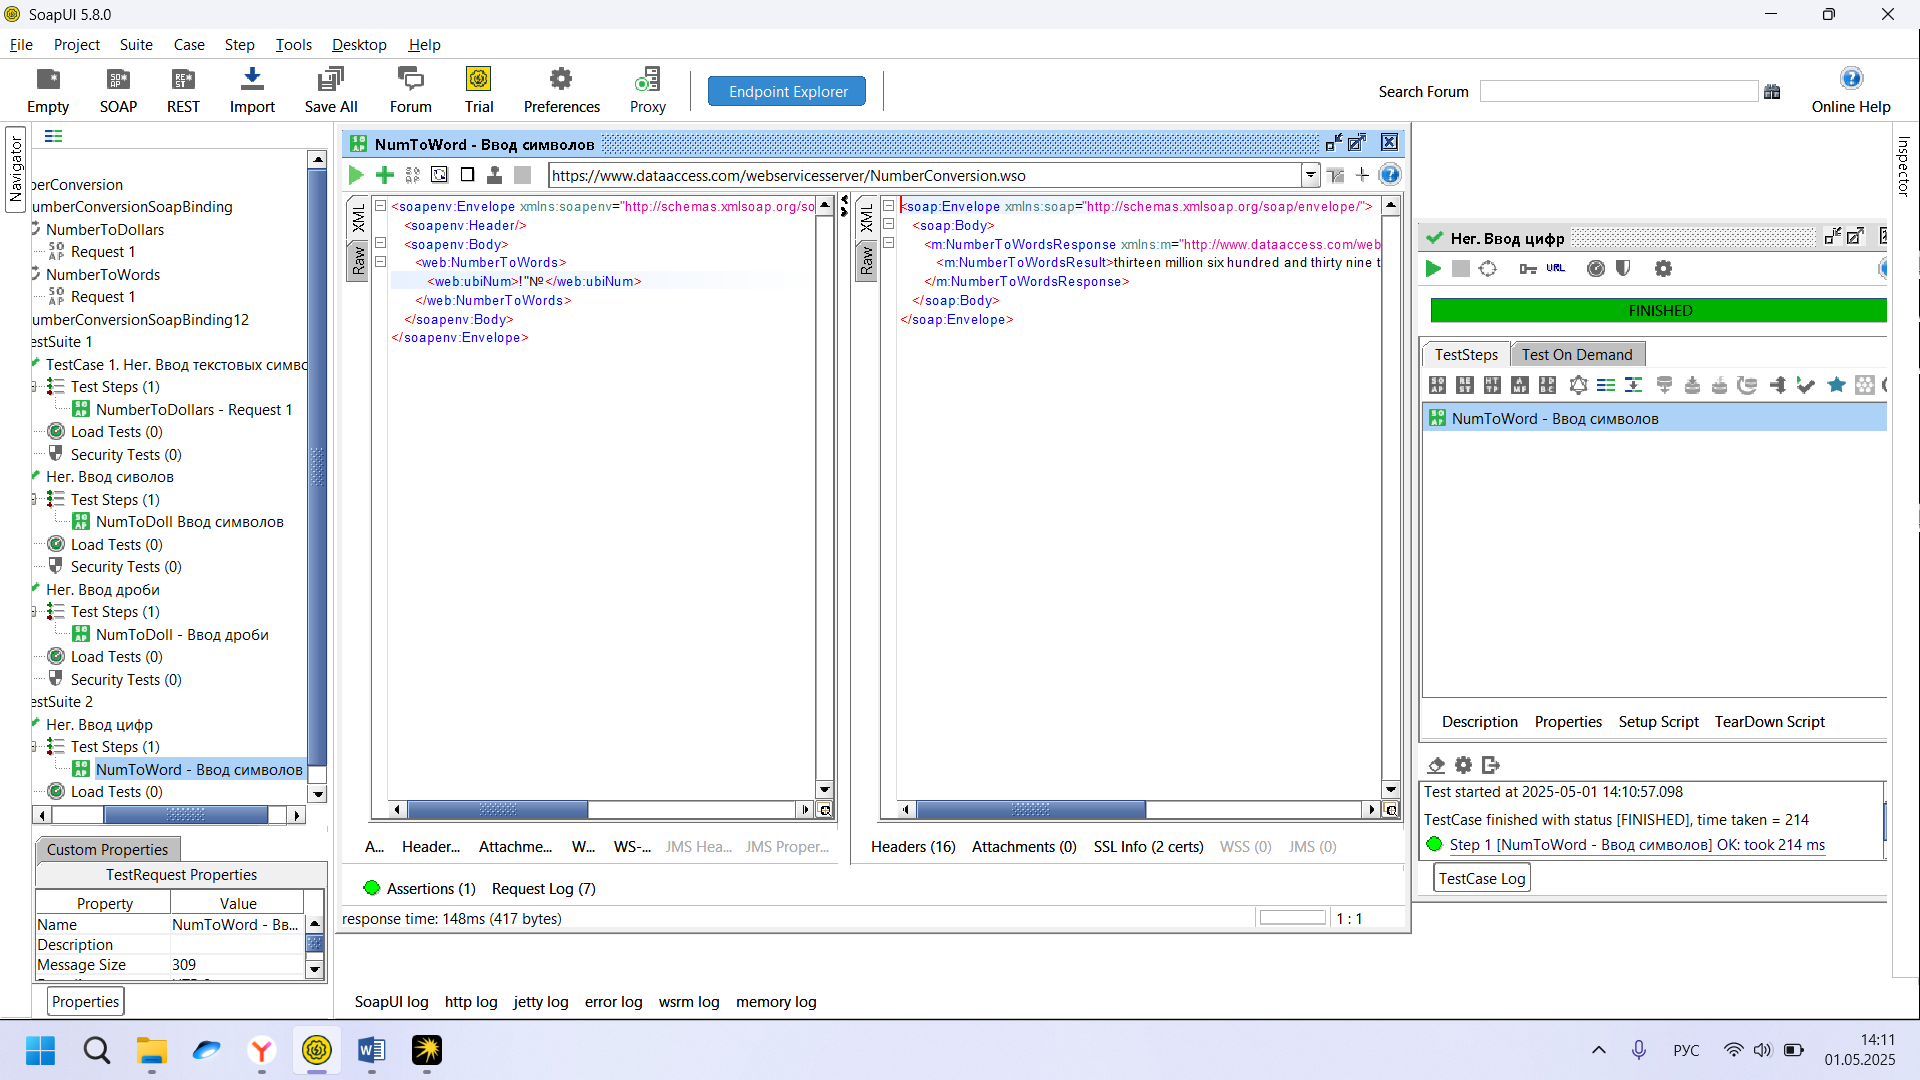 SoapUI 5.8.0
File Project Suite Case Step Tools Desktop Help
Empty SOAP REST Import Save All Forum Trial Preferences Proxy Endpoint Explorer Search Forum Online Help
Navigator
Inspector
berConversion
umberConversionSoapBinding
NumberToDollars
Request 1
NumberToWords
Request 1
umberConversionSoapBinding12
estSuite 1
TestCase 1. Нег. Ввод текстовых симво
Test Steps (1)
NumberToDollars - Request 1
Load Tests (0)
Security Tests (0)
Нег. Ввод сиволов
Test Steps (1)
NumToDoll Ввод символов
Load Tests (0)
Security Tests (0)
Нег. Ввод дроби
Test Steps (1)
NumToDoll - Ввод дроби
Load Tests (0)
Security Tests (0)
estSuite 2
Нег. Ввод цифр
Test Steps (1)
NumToWord - Ввод символов
Load Tests (0)
Custom Properties
TestRequest Properties
Property Value
Name NumToWord - Вв...
Description
Message Size 309
Properties
NumToWord - Ввод символов
https://www.dataaccess.com/webservicesserver/NumberConversion.wso
XML
Raw
<soapenv:Envelope xmlns:soapenv="http://schemas.xmlsoap.org/so
<soapenv:Header/>
<soapenv:Body>
<web:NumberToWords>
<web:ubiNum>!"№</web:ubiNum>
</web:NumberToWords>
</soapenv:Body>
</soapenv:Envelope>
XML
Raw
<soap:Envelope xmlns:soap="http://schemas.xmlsoap.org/soap/envelope/">
<soap:Body>
<m:NumberToWordsResponse xmlns:m="http://www.dataaccess.com/web
<m:NumberToWordsResult>thirteen million six hundred and thirty nine t
</m:NumberToWordsResponse>
</soap:Body>
</soap:Envelope>
A... Header... Attachme... W... WS-... JMS Hea... JMS Proper...
Headers (16) Attachments (0) SSL Info (2 certs) WSS (0) JMS (0)
Assertions (1) Request Log (7)
response time: 148ms (417 bytes) 1 : 1
SoapUI log http log jetty log error log wsrm log memory log
Нег. Ввод цифр
URL
FINISHED
TestSteps Test On Demand
NumToWord - Ввод символов
Description Properties Setup Script TearDown Script
Test started at 2025-05-01 14:10:57.098
TestCase finished with status [FINISHED], time taken = 214
Step 1 [NumToWord - Ввод символов] OK: took 214 ms
TestCase Log
РУС
14:11
01.05.2025